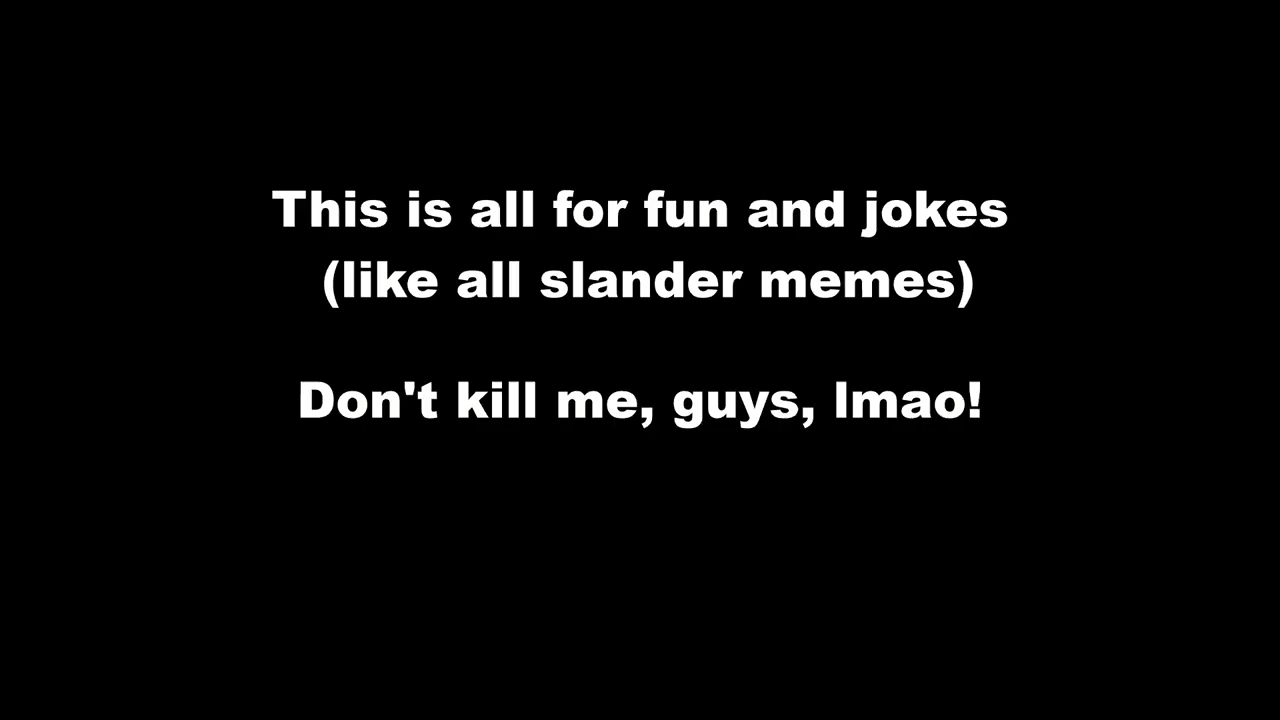 This is all for fun and jokes
(like all slander memes)
Don't kill me, guys, lmao!